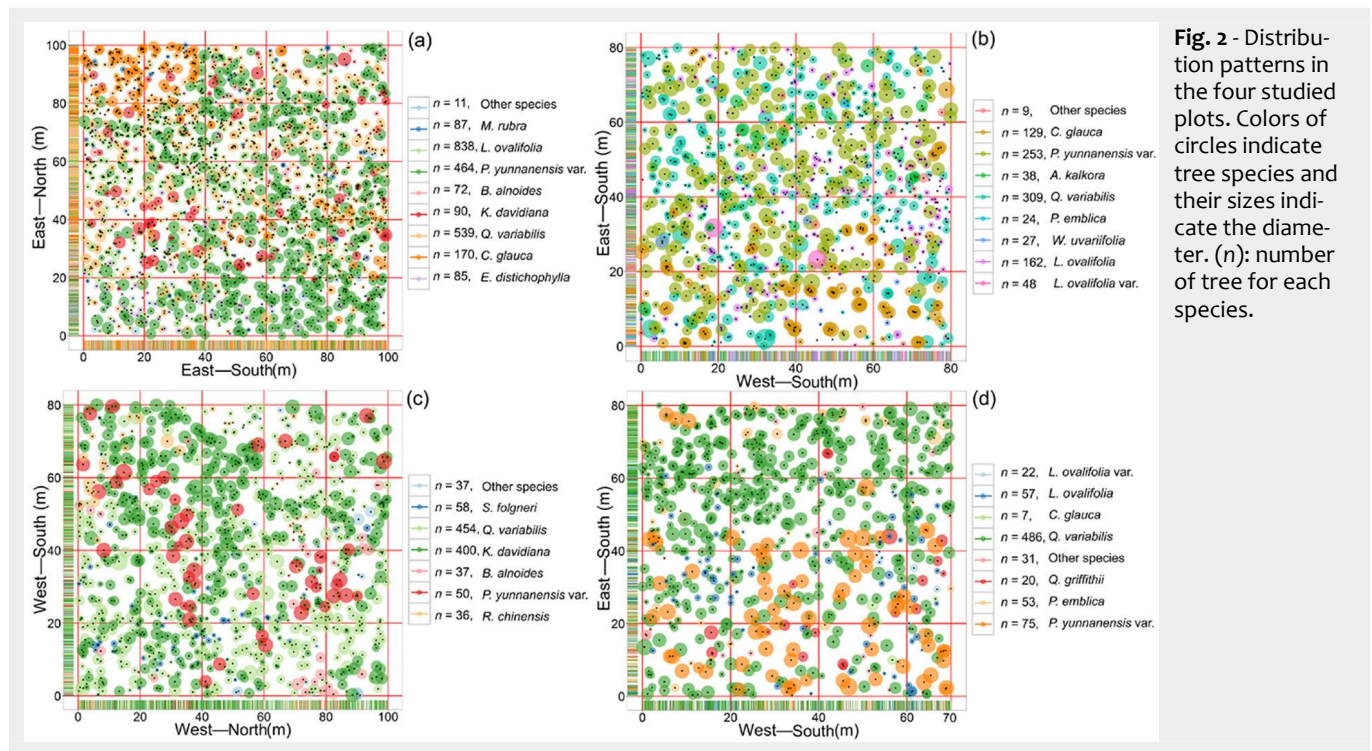 (a)
100
80
60
40
20
0
East—North (m)
0 20 40 60 80 100
East—South(m)
n = 11, Other species
n = 87, M. rubra
n = 838, L. ovalifolia
n = 464, P. yunnanensis var.
n = 72, B. alnoides
n = 90, K. davidiana
n = 539, Q. variabilis
n = 170, C. glauca
n = 85, E. distichophylla
(b)
80
60
40
20
0
East—South (m)
0 20 40 60 80
West—South(m)
n = 9, Other species
n = 129, C. glauca
n = 253, P. yunnanensis var.
n = 38, A. kalkora
n = 309, Q. variabilis
n = 24, P. emblica
n = 27, W. uvariifolia
n = 162, L. ovalifolia
n = 48, L. ovalifolia var.
(c)
80
60
40
20
0
West—South (m)
0 20 40 60 80 100
West—North(m)
n = 37, Other species
n = 58, S. folgneri
n = 454, Q. variabilis
n = 400, K. davidiana
n = 37, B. alnoides
n = 50, P. yunnanensis var.
n = 36, R. chinensis
(d)
80
60
40
20
0
East—South (m)
0 20 40 60 70
West—South(m)
n = 22, L. ovalifolia var.
n = 57, L. ovalifolia
n = 7, C. glauca
n = 486, Q. variabilis
n = 31, Other species
n = 20, Q. griffithii
n = 53, P. emblica
n = 75, P. yunnanensis var.
Fig. 2 - Distribu-
tion patterns in
the four studied
plots. Colors of
circles indicate
tree species and
their sizes indi-
cate the diame-
ter. (n): number
of tree for each
species.